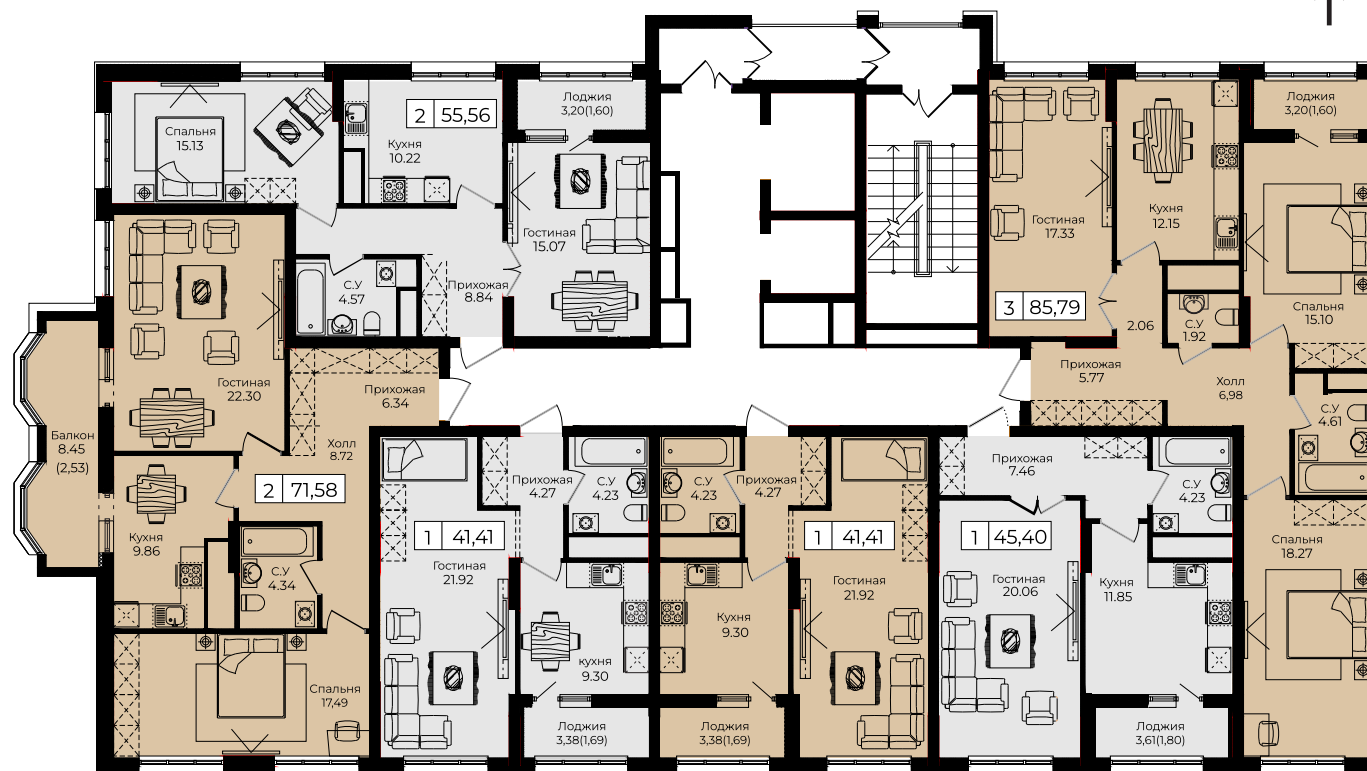 Спальня
15.13
2 55,56
Кухня
10.22
Лоджия
3,20(1,60)
Гостиная
15.07
С.У
4.57
Прихожая
8.84
Гостиная
22.30
Прихожая
6.34
Балкон
8.45
(2,53)
Холл
8.72
2 71,58
Кухня
9.86
С.У
4.34
Спальня
17,49
Прихожая
4.27
С.У
4.23
1 41,41
Гостиная
21.92
кухня
9.30
Лоджия
3,38(1,69)
С.У
4.23
Прихожая
4.27
1 41,41
Гостиная
21.92
Кухня
9.30
Лоджия
3,38(1,69)
Прихожая
7.46
С.У
4.23
1 45,40
Гостиная
20.06
Кухня
11.85
Лоджия
3,61(1,80)
Гостиная
17.33
Кухня
12.15
Лоджия
3,20(1,60)
3 85,79
2.06
С.У
1.92
Спальня
15.10
Прихожая
5.77
Холл
6,98
С.У
4.61
Спальня
18.27